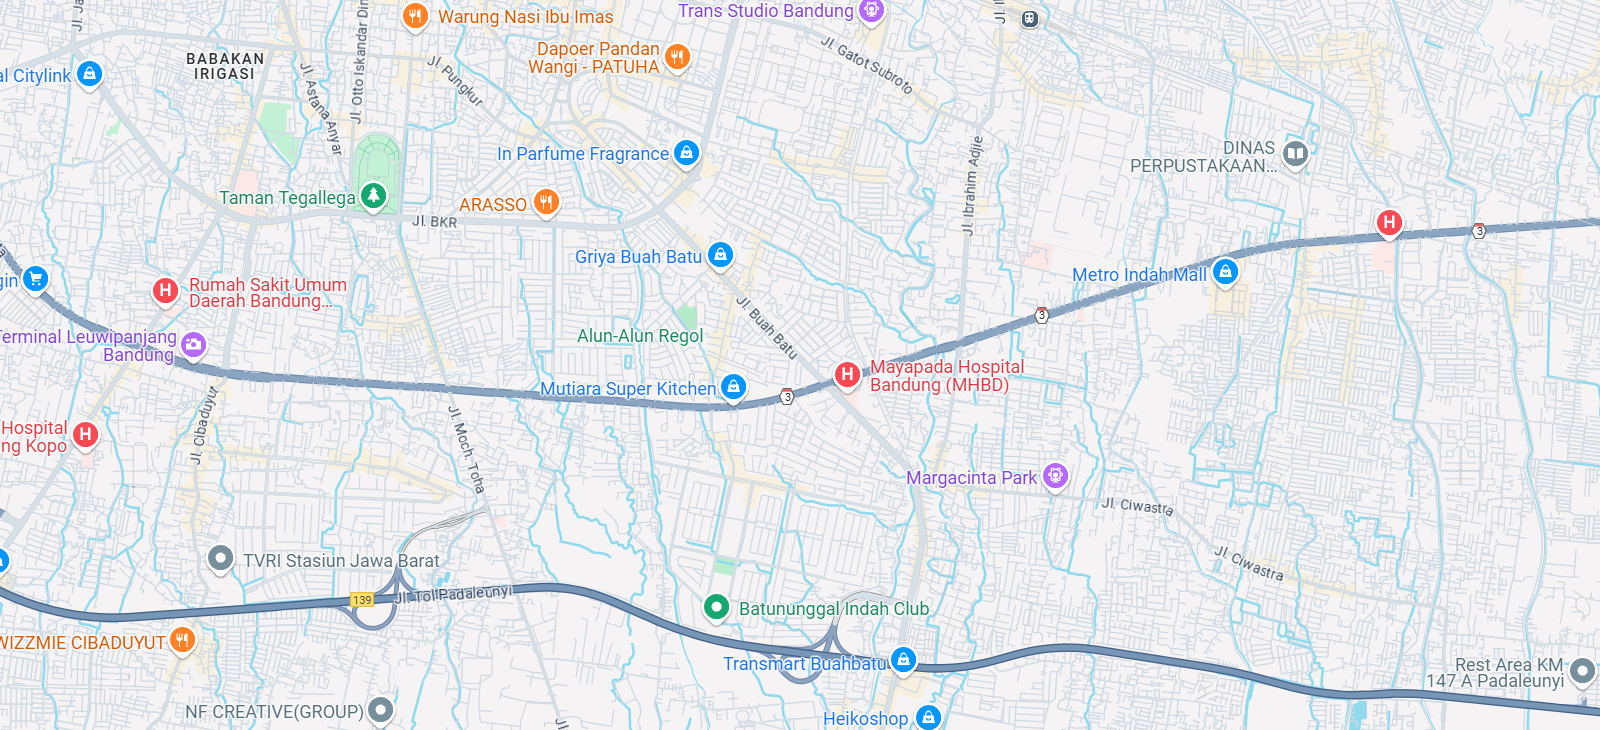 Warung Nasi Ibu Imas
Trans Studio Bandung
Jl. Otto Iskandar Din
BABAKAN
IRIGASI
al Citylink
Jl. Pungkur
Dapoer Pandan
Wangi - PATUHA
Jl. Gatot Subroto
Jl. Astana Anyar
In Parfume Fragrance
DINAS
PERPUSTAKAAN...
Jl. Ibrahim Adjie
Taman Tegallega
ARASSO
Jl. BKR
3
Griya Buah Batu
Metro Indah Mall
gin
H
H
Rumah Sakit Umum
Daerah Bandung...
Jl. Buah Batu
3
Alun-Alun Regol
Terminal Leuwipanjang
Bandung
Mutiara Super Kitchen
3
H
Mayapada Hospital
Bandung (MHBD)
Jl. Cibaduyut
Jl. Moch. Toha
Hospital
ng Kopo
H
Margacinta Park
Jl. Ciwastra
Jl. Ciwastra
TVRI Stasiun Jawa Barat
139
Jl. Tol Padaleunyi
Batununggal Indah Club
WIZZMIE CIBADUYUT
Transmart Buahbatu
Rest Area KM
147 A Padaleunyi
NF CREATIVE(GROUP)
Jl
Heikoshop